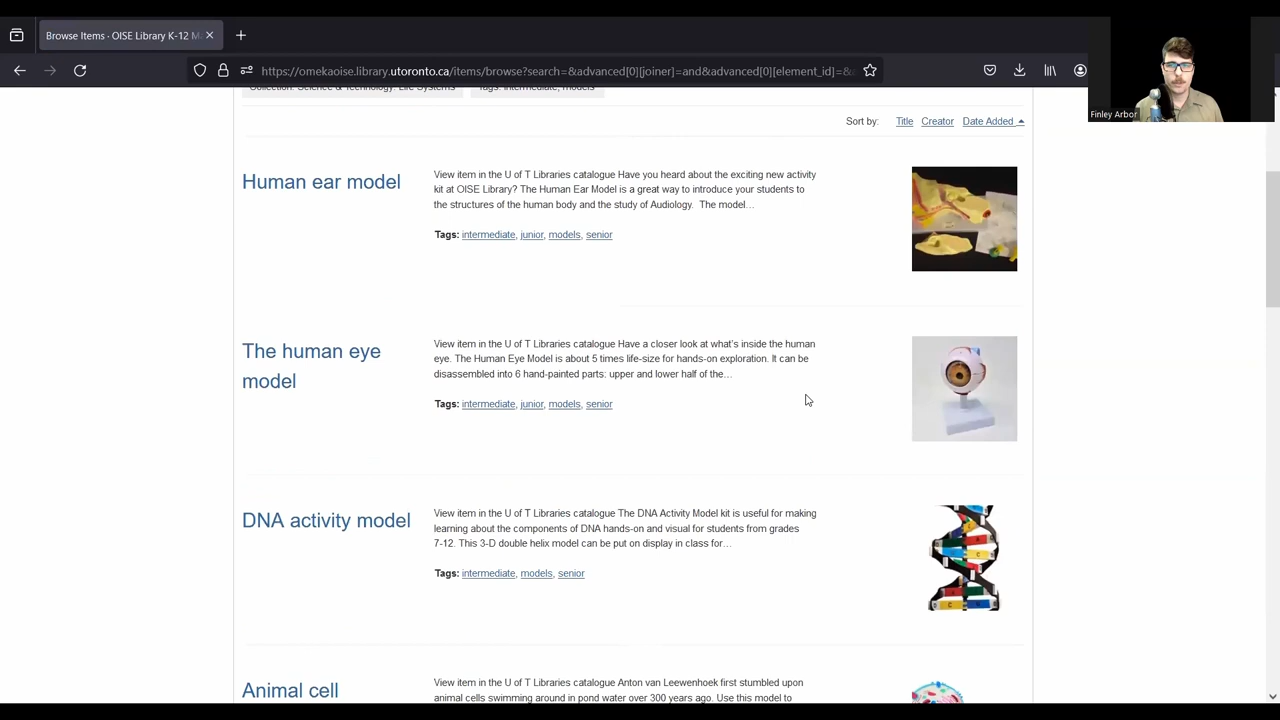 Browse Items · OISE Library K-12 M
https://omekaoise.library.utoronto.ca/items/browse?search=&advanced[0][joiner]=and&advanced[0][element_id]=&
Finley Arbor
Collection: Science & Technology: Life Systems
Tags: intermediate, models
Sort by: Title Creator Date Added
Human ear model
View item in the U of T Libraries catalogue Have you heard about the exciting new activity
kit at OISE Library? The Human Ear Model is a great way to introduce your students to
the structures of the human body and the study of Audiology. The model…
Tags: intermediate, junior, models, senior
The human eye
model
View item in the U of T Libraries catalogue Have a closer look at what's inside the human
eye. The Human Eye Model is about 5 times life-size for hands-on exploration. It can be
disassembled into 6 hand-painted parts: upper and lower half of the…
Tags: intermediate, junior, models, senior
DNA activity model
View item in the U of T Libraries catalogue The DNA Activity Model kit is useful for making
learning about the components of DNA hands-on and visual for students from grades
7-12. This 3-D double helix model can be put on display in class for…
Tags: intermediate, models, senior
Animal cell
View item in the U of T Libraries catalogue Anton van Leewenhoek first stumbled upon
animal cells swimming around in pond water over 300 years ago. Use this model to